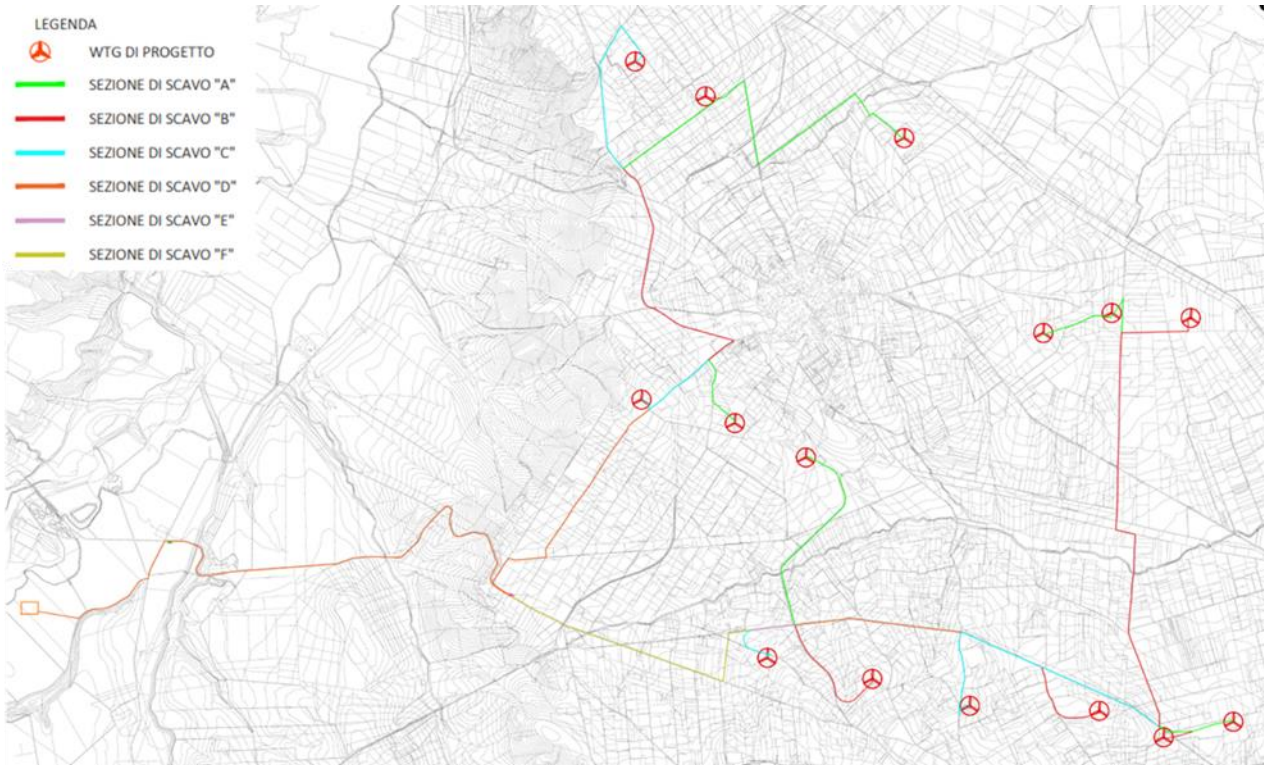 LEGENDA
WTG DI PROGETTO
SEZIONE DI SCAVO "A"
SEZIONE DI SCAVO "B"
SEZIONE DI SCAVO "C"
SEZIONE DI SCAVO "D"
SEZIONE DI SCAVO "E"
SEZIONE DI SCAVO "F"